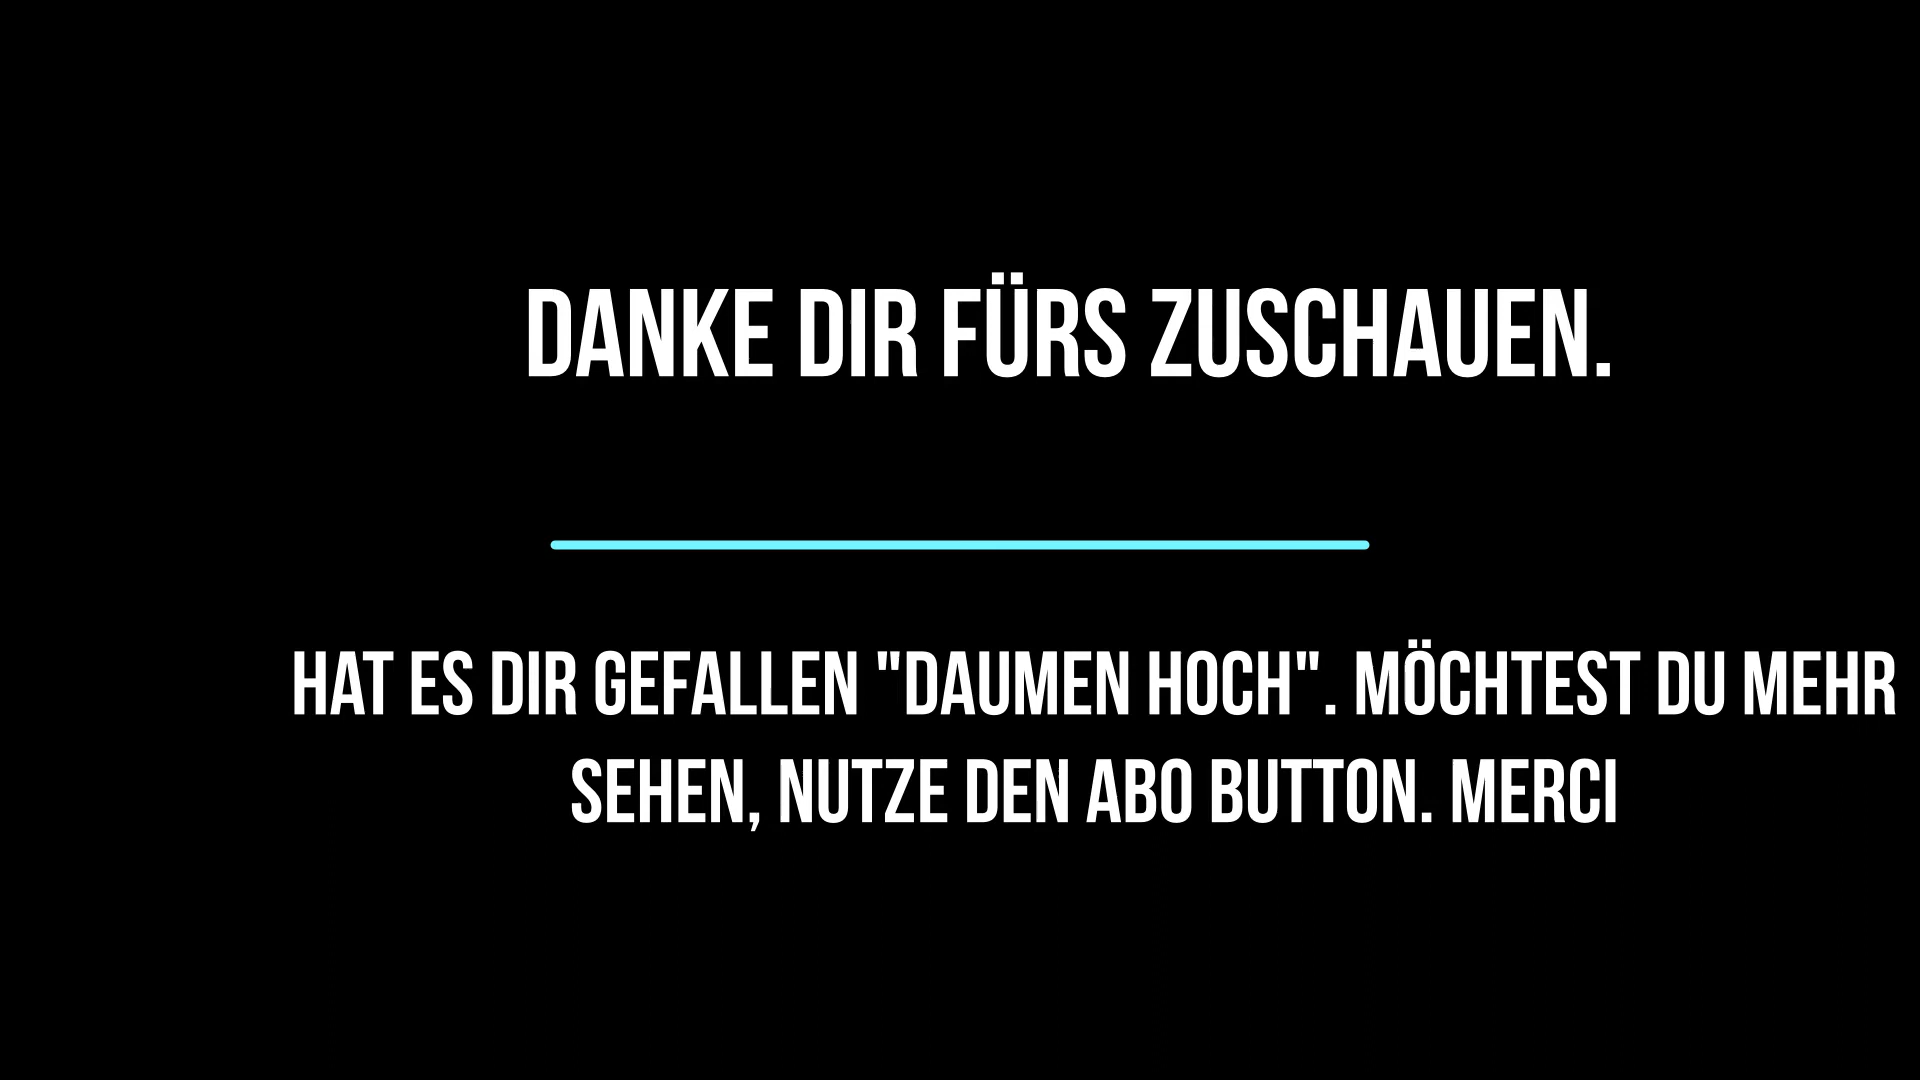 DANKE DIR FÜRS ZUSCHAUEN.
HAT ES DIR GEFALLEN "DAUMEN HOCH". MÖCHTEST DU MEHR
SEHEN, NUTZE DEN ABO BUTTON. MERCI